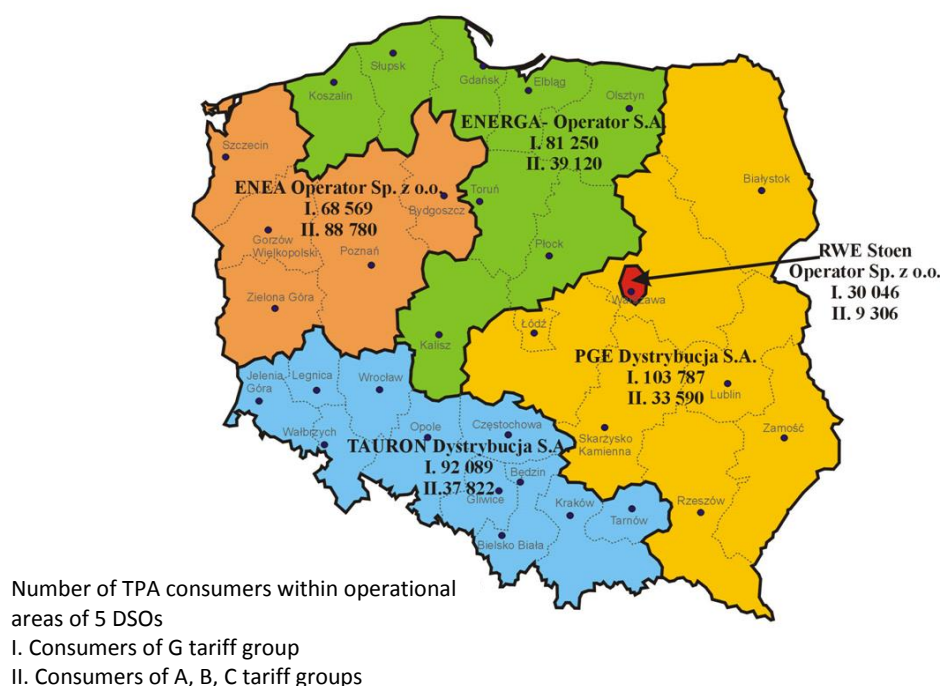 Słupsk
Gdańsk
Elbląg
Koszalin
Olsztyn
ENERGA- Operator S.A.
I. 81 250
II. 39 120
Szczecin
ENEA Operator Sp. z o.o.
I. 68 569
II. 88 780
Toruń
Bydgoszcz
Białystok
Gorzów
Wielkopolski
Poznań
Płock
RWE Stoen
Operator Sp. z o.o.
I. 30 046
II. 9 306
Warszawa
Zielona Góra
Łódź
Kalisz
PGE Dystrybucja S.A.
I. 103 787
II. 33 590
Lublin
Jelenia
Góra
Legnica
Wrocław
Wałbrzych
Opole
Częstochowa
Skarżysko
Kamienna
Zamość
TAURON Dystrybucja S.A.
I. 92 089
II.37 822
Będzin
Gliwice
Kraków
Tarnów
Rzeszów
Bielsko Biała
Number of TPA consumers within operational
areas of 5 DSOs
I. Consumers of G tariff group
II. Consumers of A, B, C tariff groups